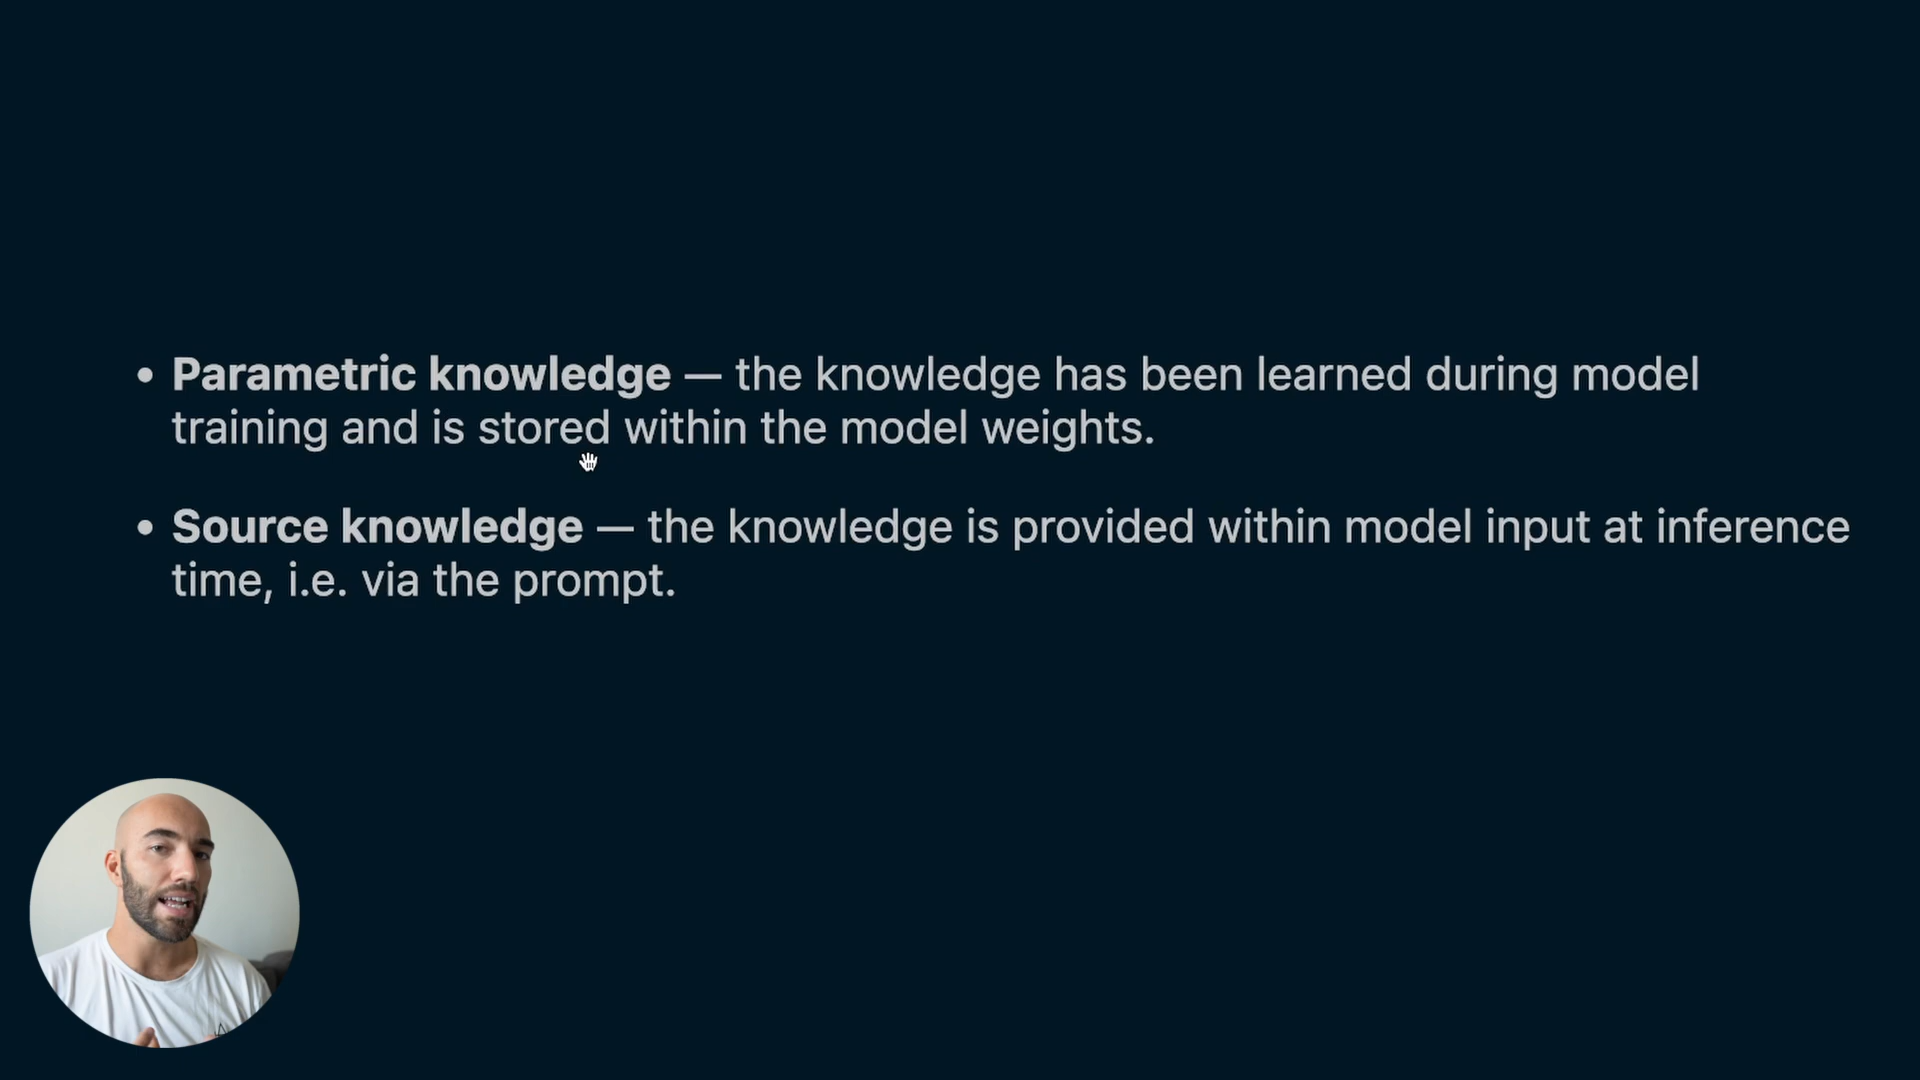 • Parametric knowledge — the knowledge has been learned during model
training and is stored within the model weights.
• Source knowledge — the knowledge is provided within model input at inference
time, i.e. via the prompt.